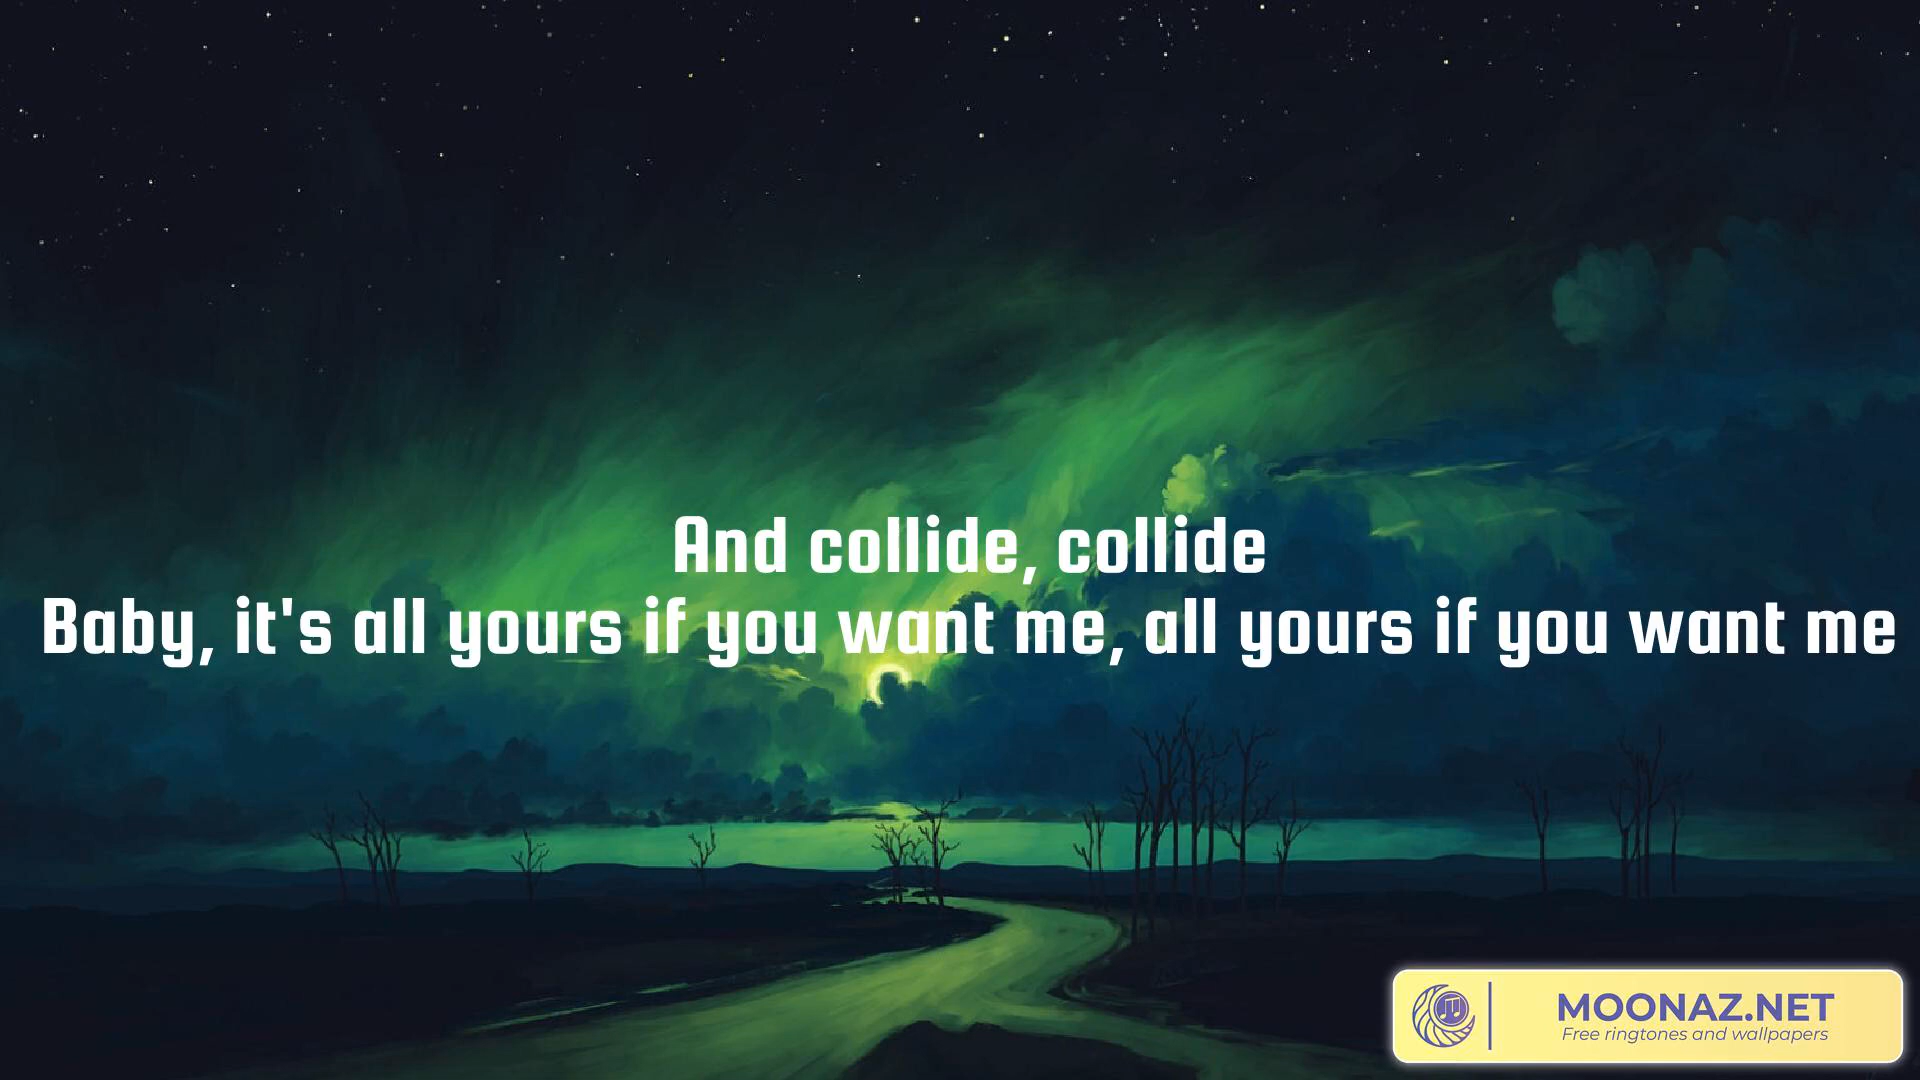 And collide, collide
Baby, it's all yours if you want me, all yours if you want me
MOONAZ.NET
Free ringtones and wallpapers